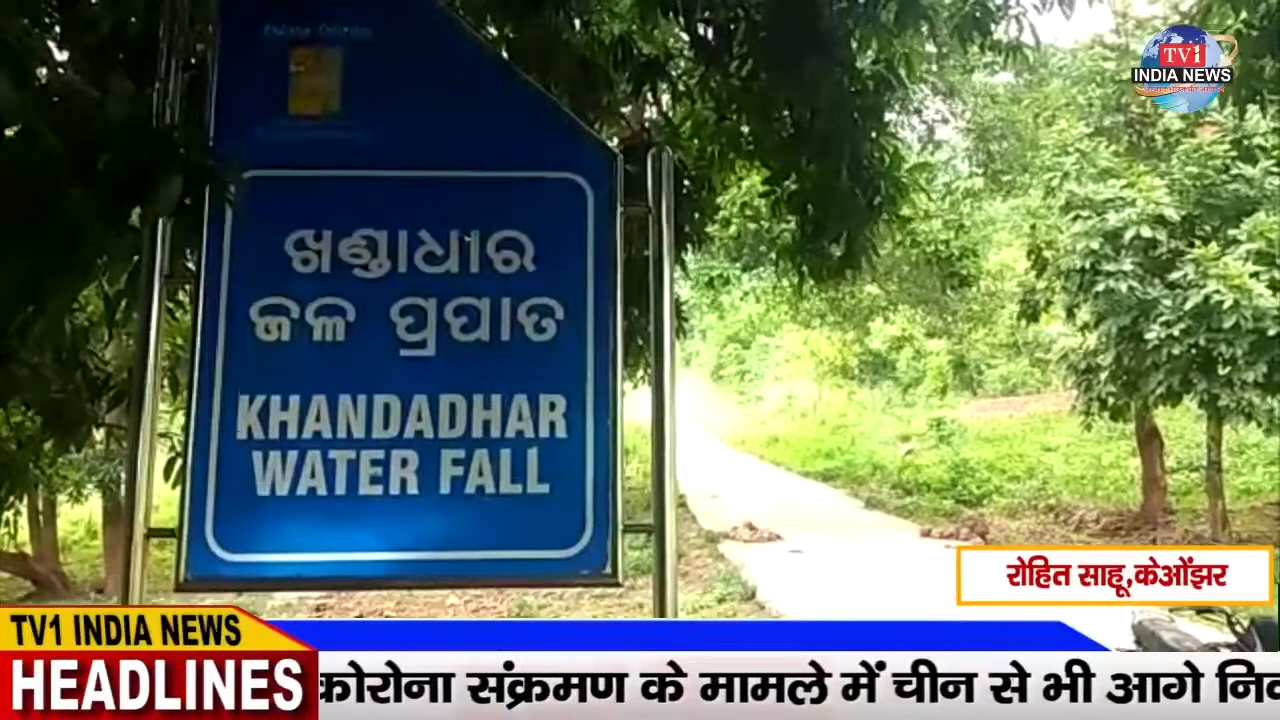 TV1
INDIA NEWS
ଖଣ୍ଡାଧାର
ଜଳ ପ୍ରପାତ
KHANDADHAR
WATER FALL
रोहित साहू,केओंझर
TV1 INDIA NEWS
HEADLINES
कोरोना संक्रमण के मामले में चीन से भी आगे